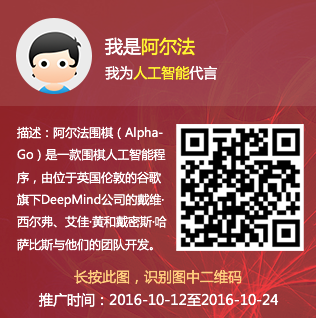 我是阿尔法
我为人工智能代言
描述：阿尔法围棋（Alpha-
Go）是一款围棋人工智能程
序，由位于英国伦敦的谷歌
旗下DeepMind公司的戴维·
西尔弗、艾佳·黄和戴密斯·哈
萨比斯与他们的团队开发。
长按此图，识别图中二维码
推广时间：2016-10-12至2016-10-24